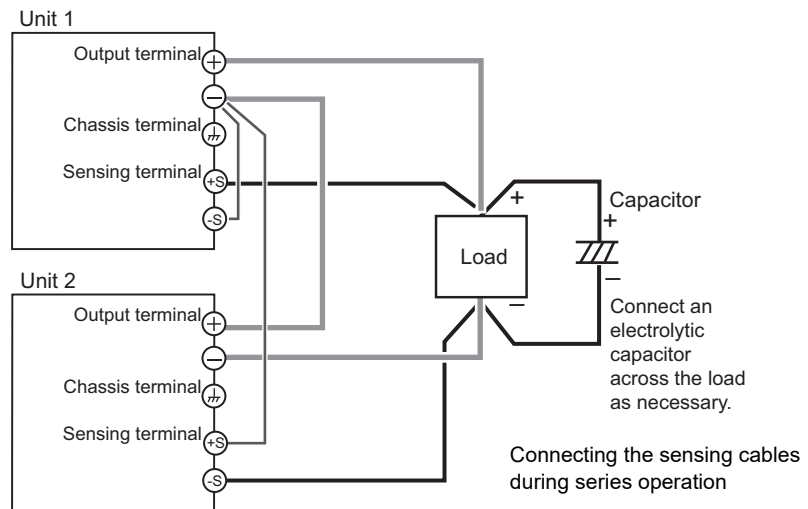 Unit 1
Output terminal
+
−
Chassis terminal
Sensing terminal
+S
-S
Unit 2
Output terminal
+
−
Chassis terminal
Sensing terminal
+S
-S
+
Load
−
Capacitor
+
−
Connect an
electrolytic
capacitor
across the load
as necessary.
Connecting the sensing cables
during series operation